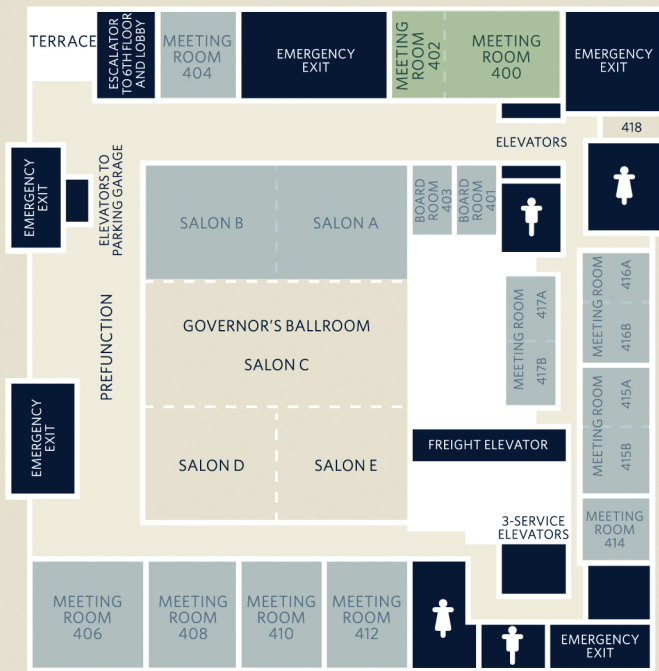 TERRACE
ESCALATOR
TO 6TH FLOOR
AND LOBBY
MEETING
ROOM
404
EMERGENCY
EXIT
MEETING
ROOM
402
MEETING
ROOM
400
EMERGENCY
EXIT
418
ELEVATORS
EMERGENCY
EXIT
ELEVATORS TO
PARKING GARAGE
SALON B
SALON A
BOARD
ROOM
403
BOARD
ROOM
401
PREFUNCTION
GOVERNOR'S BALLROOM
SALON C
MEETING ROOM
417A
417B
MEETING ROOM
416A
416B
MEETING ROOM
415A
415B
EMERGENCY
EXIT
SALON D
SALON E
FREIGHT ELEVATOR
3-SERVICE
ELEVATORS
MEETING
ROOM
414
MEETING
ROOM
406
MEETING
ROOM
408
MEETING
ROOM
410
MEETING
ROOM
412
EMERGENCY
EXIT